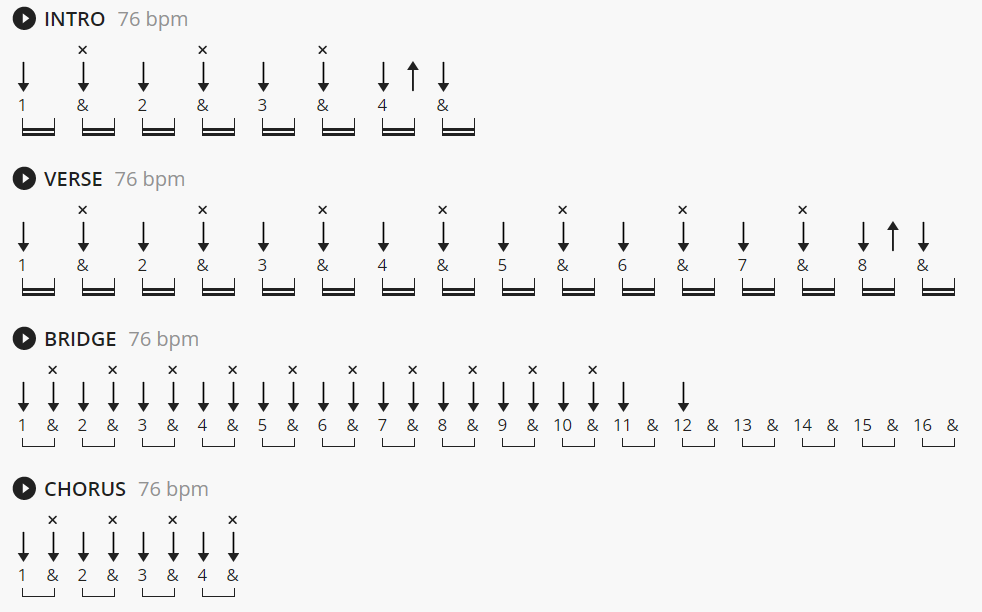 INTRO 76 bpm
× × ×
1 & 2 & 3 & 4 &
VERSE 76 bpm
× × × × × × ×
1 & 2 & 3 & 4 & 5 & 6 & 7 & 8 &
BRIDGE 76 bpm
× × × × × × × × × ×
1 & 2 & 3 & 4 & 5 & 6 & 7 & 8 & 9 & 10 & 11 & 12 & 13 & 14 & 15 & 16 &
CHORUS 76 bpm
× × × ×
1 & 2 & 3 & 4 &